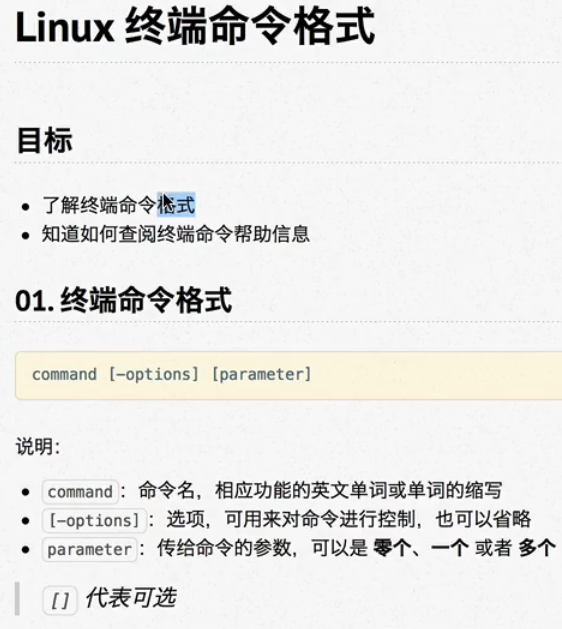 Linux 终端命令格式
目标
了解终端命令格式
知道如何查阅终端命令帮助信息
01. 终端命令格式
command [-options] [parameter]
说明：
command：命令名，相应功能的英文单词或单词的缩写
[-options]：选项，可用来对命令进行控制，也可以省略
parameter：传给命令的参数，可以是 零个、一个 或者 多个
[] 代表可选